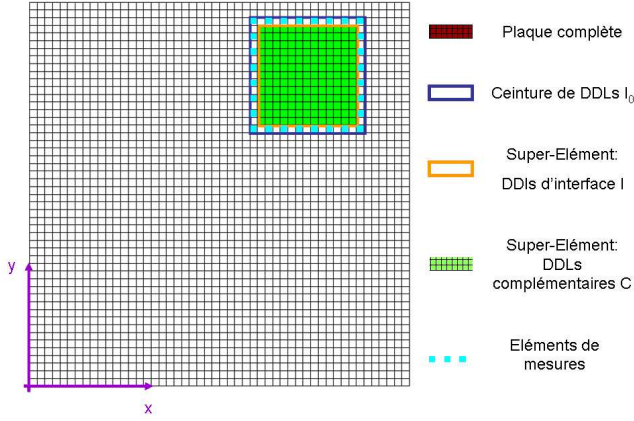 Plaque complète
Ceinture de DDLs I0
Super-Elément:
DDls d'interface I
Super-Elément:
DDLs
complémentaires C
Eléments de
mesures
y
x